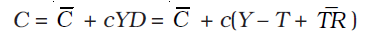 C = C̅ + cYD = C̅ + c(Y – T + T̅R̅ )